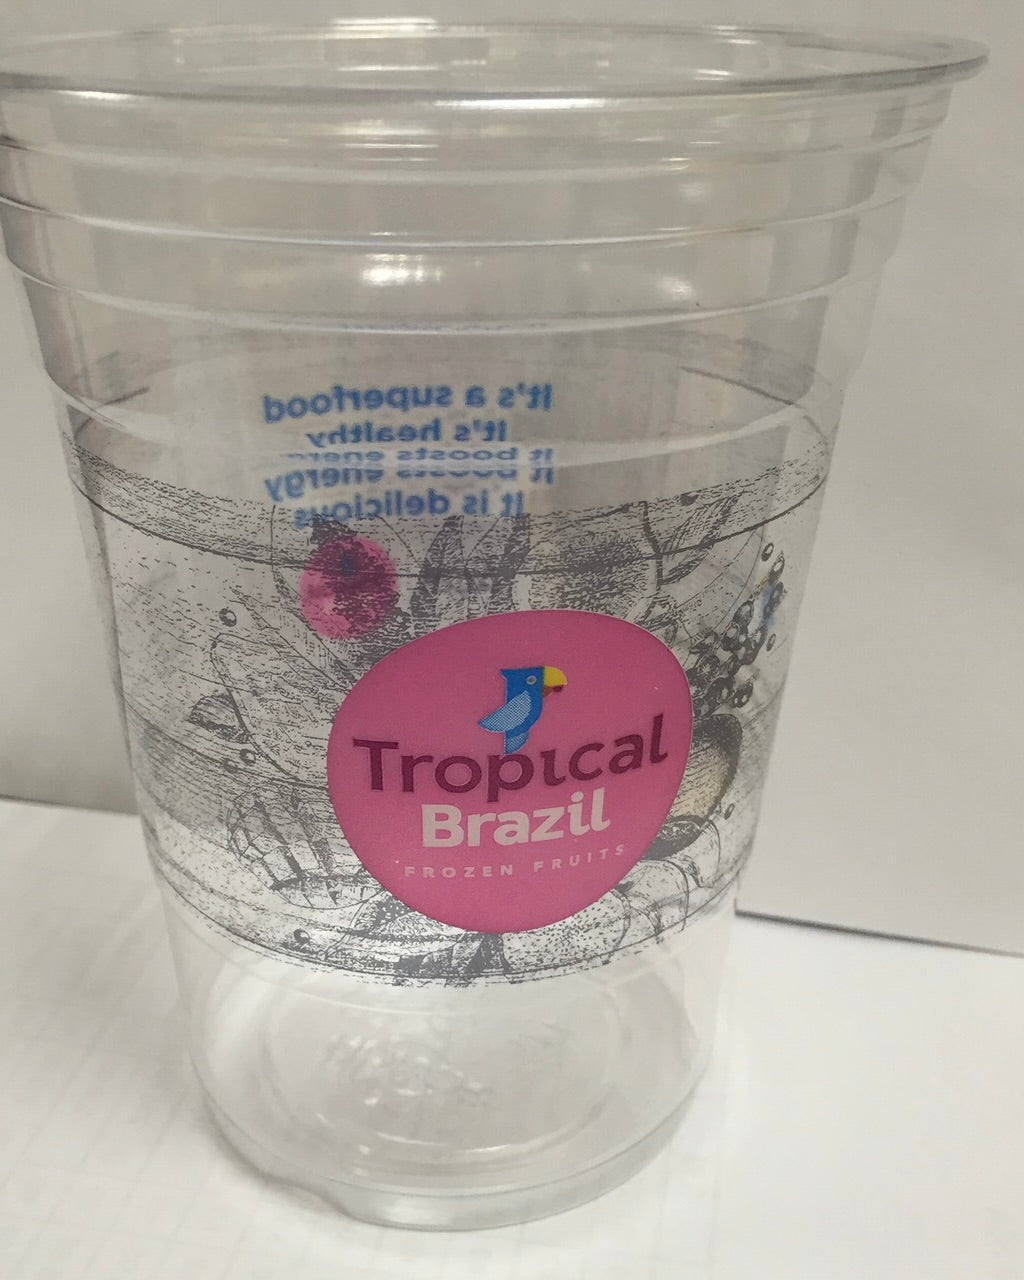 It's a superfood
It's healthy
It boosts energy
It is delicious
Tropical
Brazil
FROZEN FRUITS